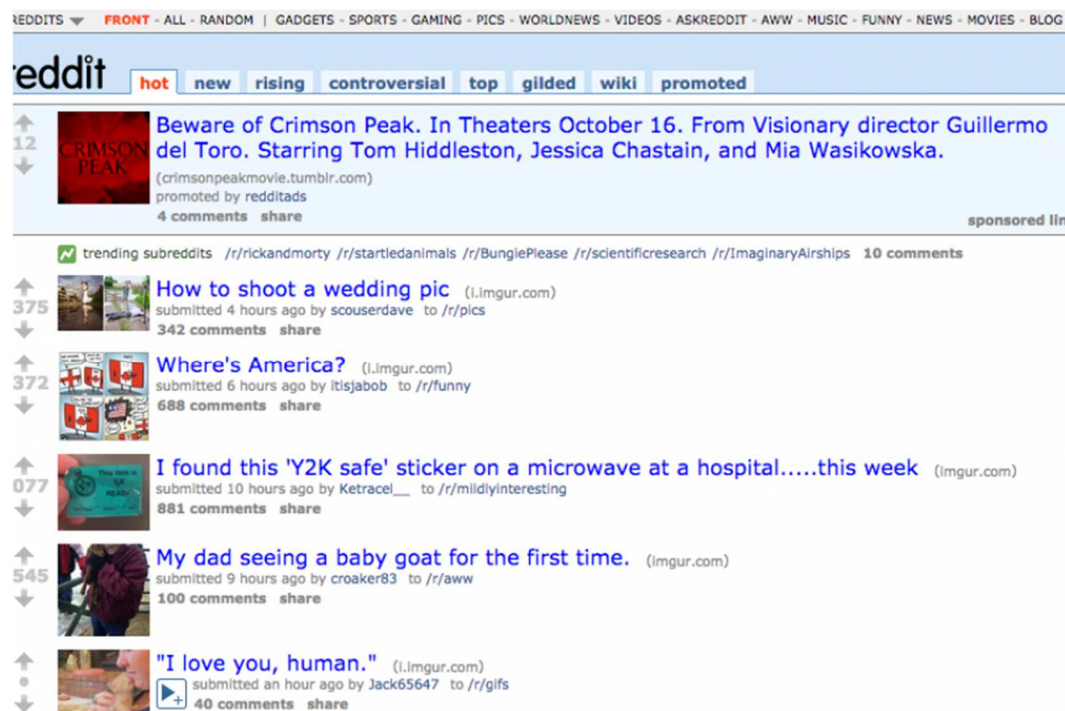 REDDITS FRONT - ALL - RANDOM | GADGETS - SPORTS - GAMING - PICS - WORLDNEWS - VIDEOS - ASKREDDIT - AWW - MUSIC - FUNNY - NEWS - MOVIES - BLOG
reddit hot new rising controversial top gilded wiki promoted
12
CRIMSON PEAK
Beware of Crimson Peak. In Theaters October 16. From Visionary director Guillermo
del Toro. Starring Tom Hiddleston, Jessica Chastain, and Mia Wasikowska.
(crimsonpeakmovie.tumblr.com)
promoted by redditads
4 comments share
sponsored lin
trending subreddits /r/rickandmorty /r/startledanimals /r/BungiePlease /r/scientificresearch /r/ImaginaryAirships 10 comments
375
How to shoot a wedding pic (i.imgur.com)
submitted 4 hours ago by scouserdave to /r/pics
342 comments share
372
Where's America? (i.imgur.com)
submitted 6 hours ago by itisjabob to /r/funny
688 comments share
077
This item is
Y2K
READY
I found this 'Y2K safe' sticker on a microwave at a hospital.....this week (imgur.com)
submitted 10 hours ago by Ketracel__ to /r/mildlyinteresting
881 comments share
545
My dad seeing a baby goat for the first time. (imgur.com)
submitted 9 hours ago by croaker83 to /r/aww
100 comments share
"I love you, human." (i.imgur.com)
submitted an hour ago by Jack65647 to /r/gifs
40 comments share